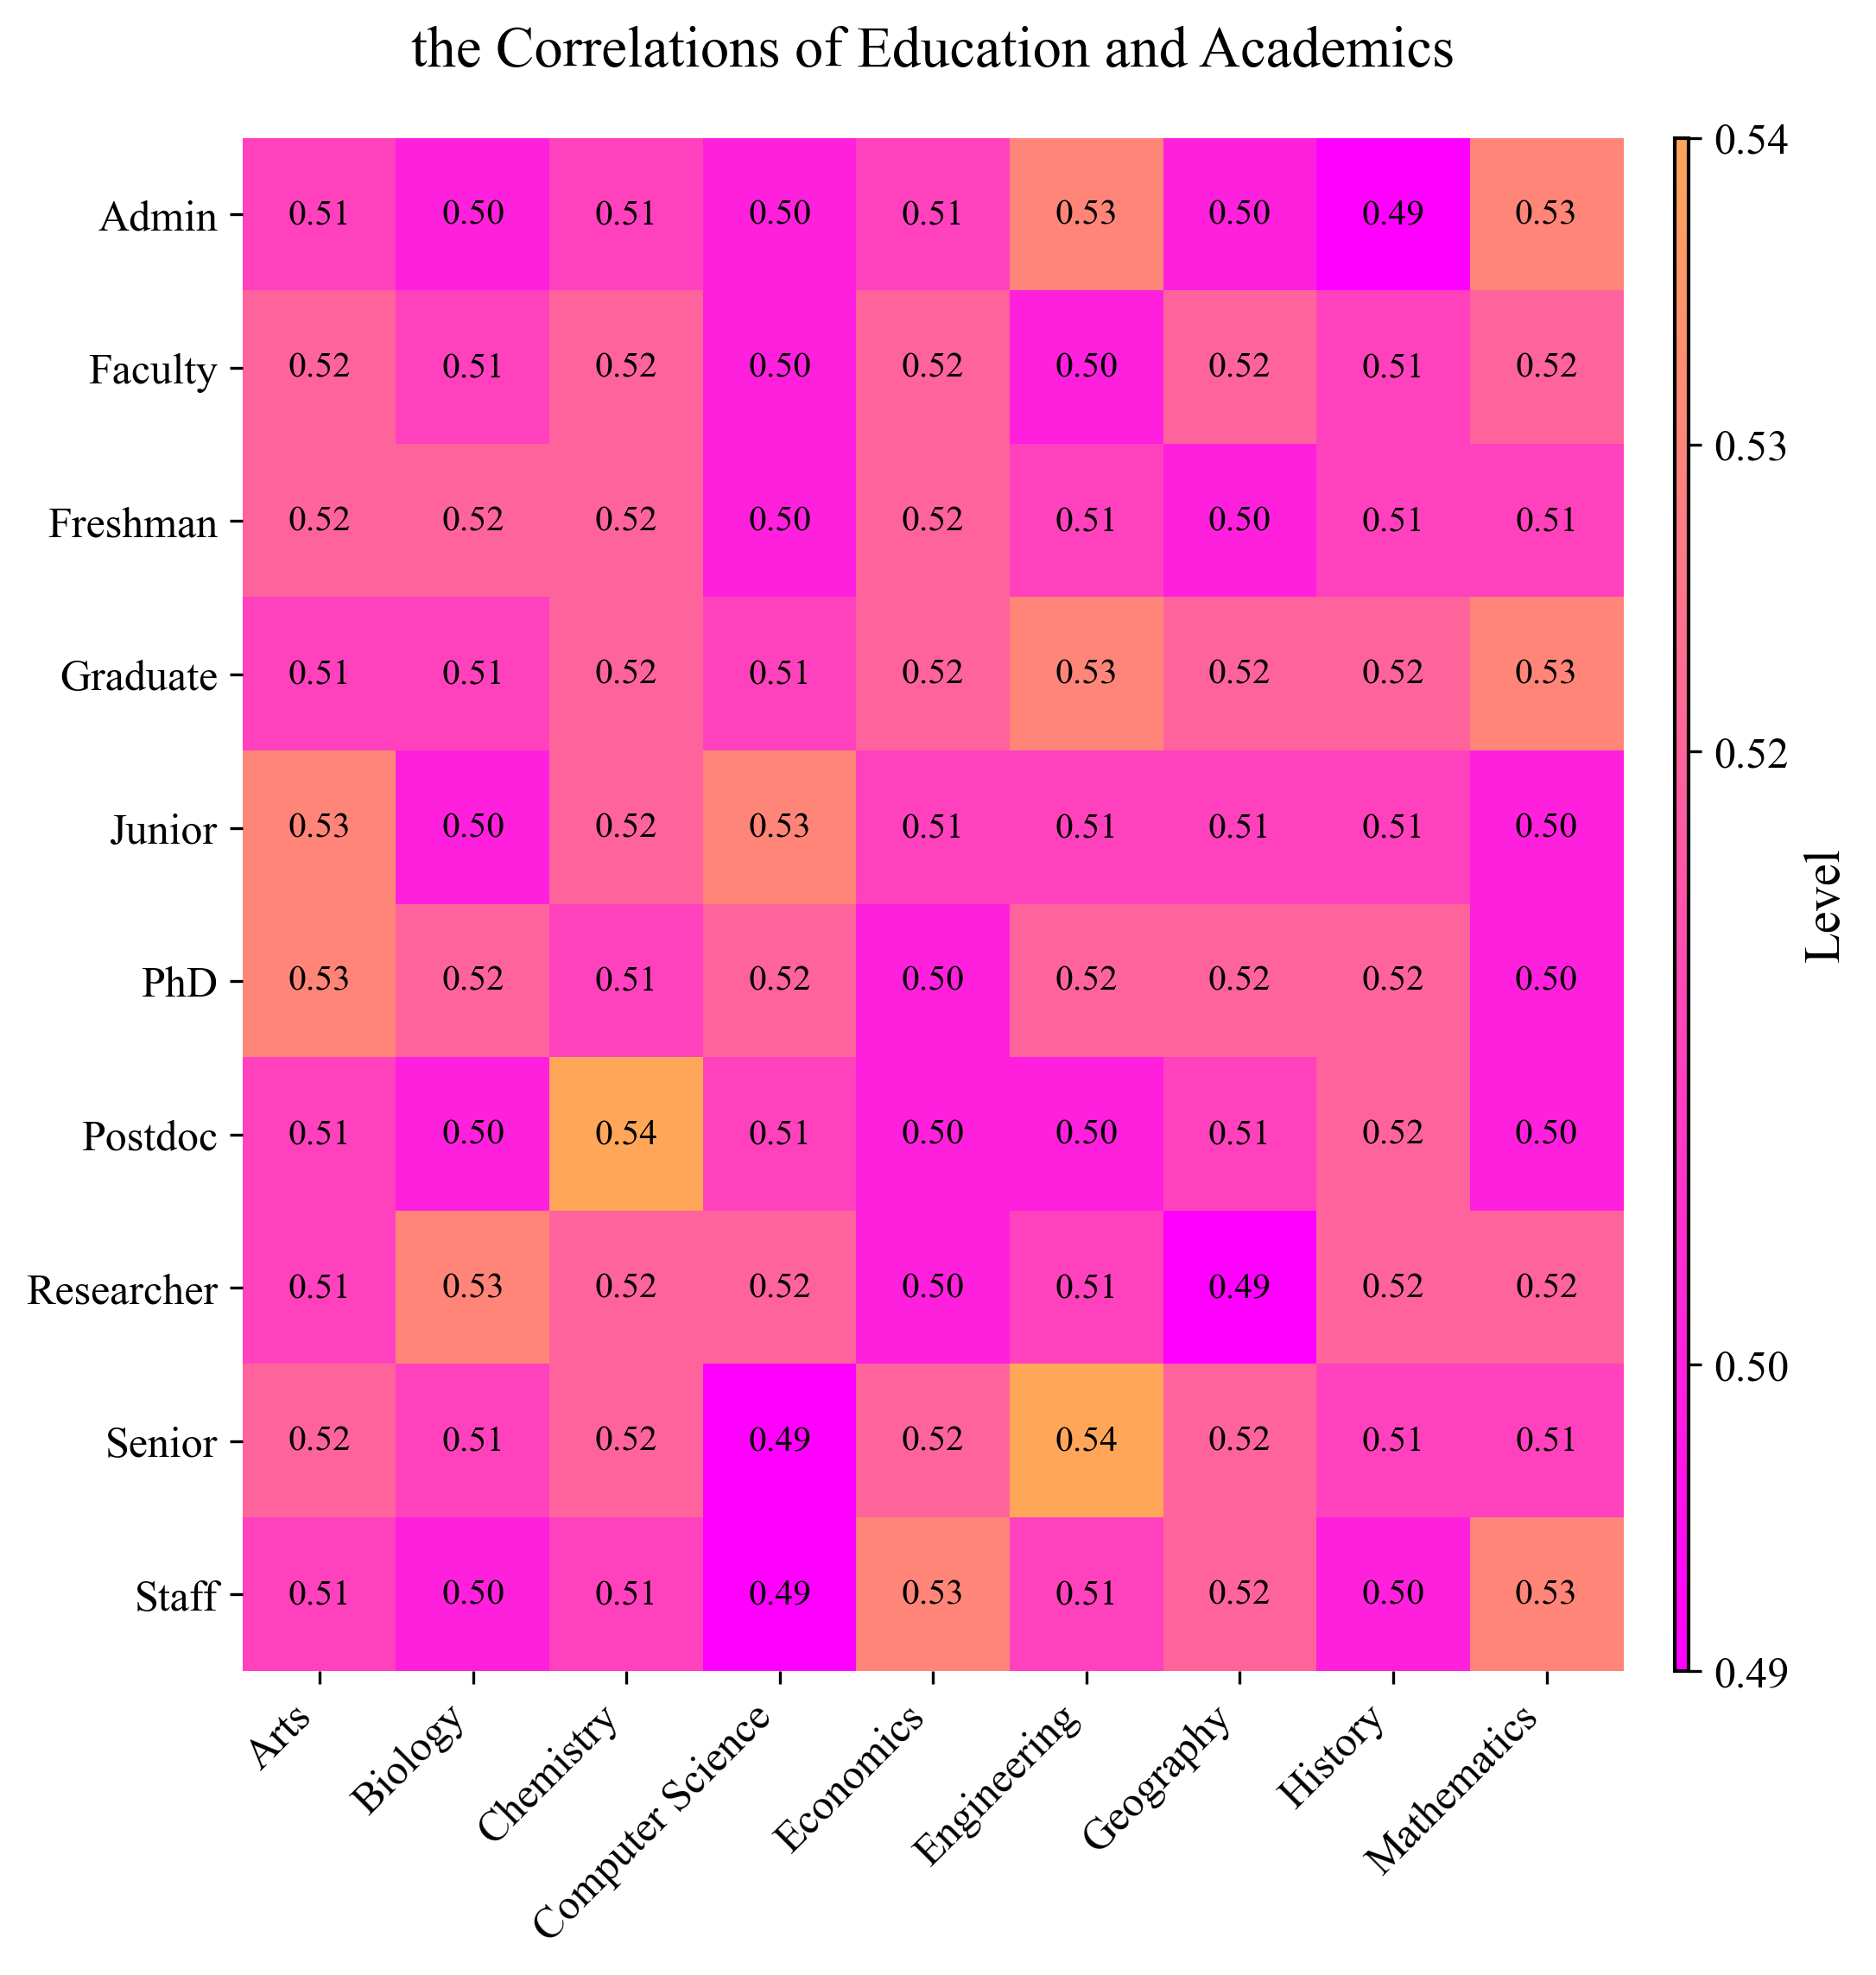 the Correlations of Education and Academics
Admin 0.51 0.50 0.51 0.50 0.51 0.53 0.50 0.49 0.53
Faculty 0.52 0.51 0.52 0.50 0.52 0.50 0.52 0.51 0.52
Freshman 0.52 0.52 0.52 0.50 0.52 0.51 0.50 0.51 0.51
Graduate 0.51 0.51 0.52 0.51 0.52 0.53 0.52 0.52 0.53
Junior 0.53 0.50 0.52 0.53 0.51 0.51 0.51 0.51 0.50
PhD 0.53 0.52 0.51 0.52 0.50 0.52 0.52 0.52 0.50
Postdoc 0.51 0.50 0.54 0.51 0.50 0.50 0.51 0.52 0.50
Researcher 0.51 0.53 0.52 0.52 0.50 0.51 0.49 0.52 0.52
Senior 0.52 0.51 0.52 0.49 0.52 0.54 0.52 0.51 0.51
Staff 0.51 0.50 0.51 0.49 0.53 0.51 0.52 0.50 0.53
Arts
Biology
Chemistry
Computer Science
Economics
Engineering
Geography
History
Mathematics
0.54
0.53
0.52
0.50
0.49
Level